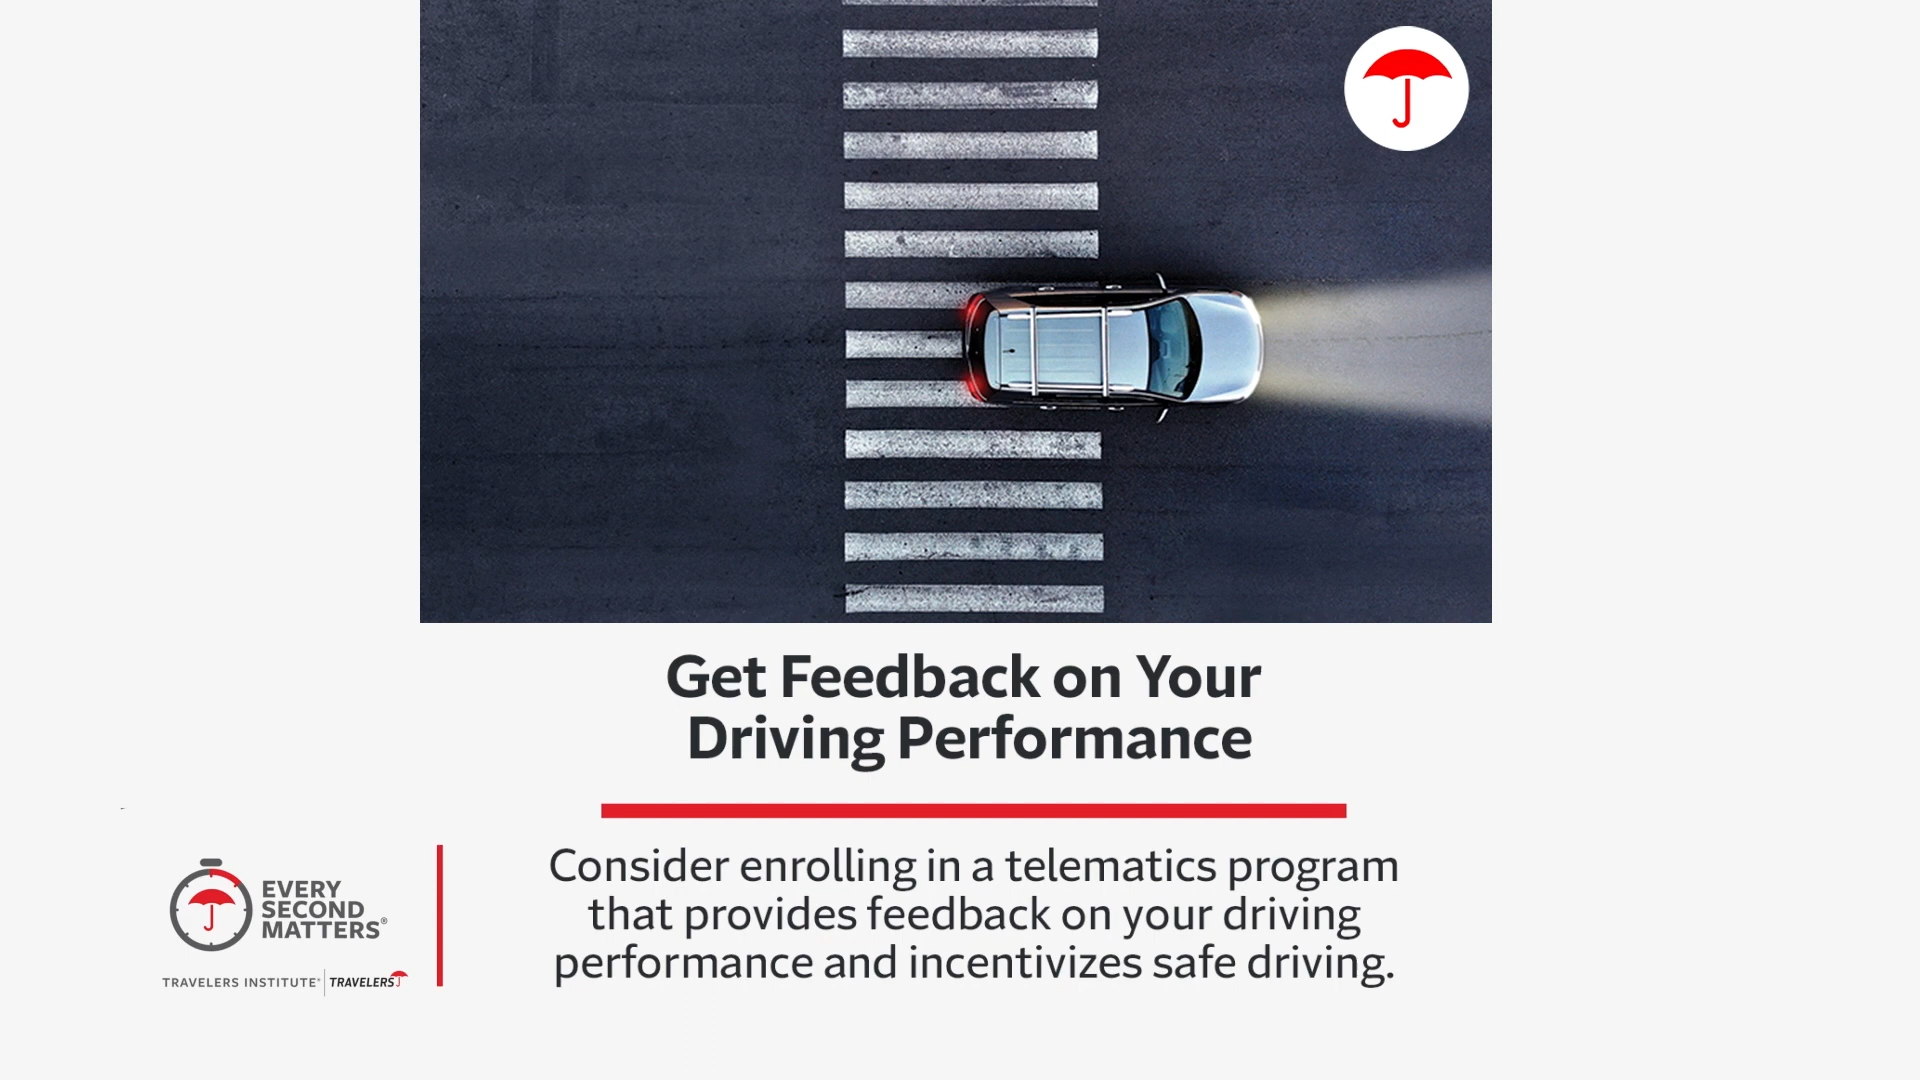 Get Feedback on Your
Driving Performance
Consider enrolling in a telematics program
that provides feedback on your driving
performance and incentivizes safe driving.
EVERY
SECOND
MATTERS®
TRAVELERS INSTITUTE® | TRAVELERS